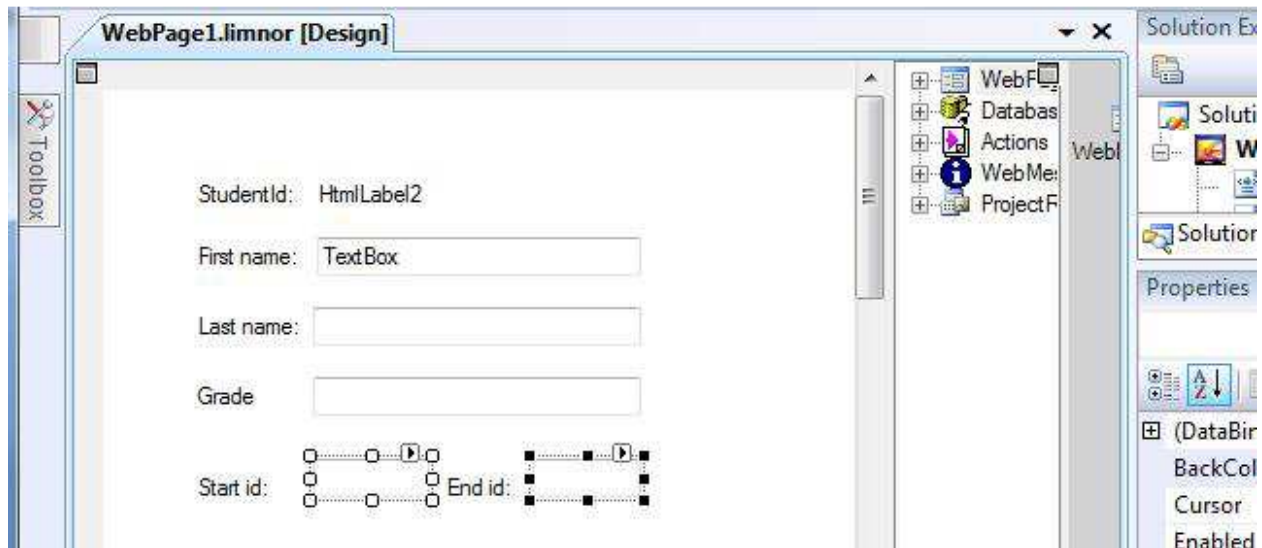 WebPage1.limnor [Design]
Toolbox
StudentId: HtmlLabel2
First name: TextBox
Last name:
Grade
Start id:
End id:
WebF
Databas
Actions
WebMe
ProjectF
Webl
Solution Ex
Soluti
W
Solution
Properties
A
Z
(DataBir
BackCol
Cursor
Enabled